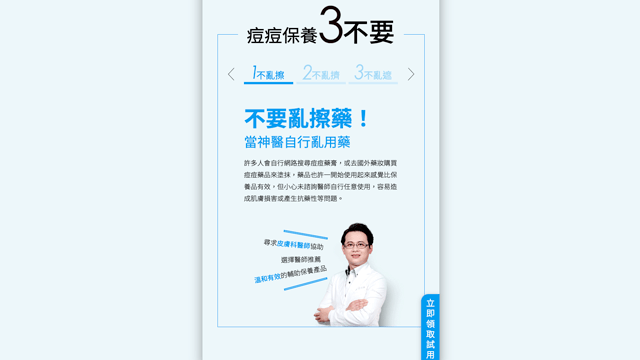 痘痘保養3不要
1不亂擦
2不亂擠
3不亂遮
不要亂擦藥！
當神醫自行亂用藥
許多人會自行網路搜尋痘痘藥膏，或去國外藥妝購買
痘痘藥品來塗抹，藥品也許一開始使用起來感覺比保
養品有效，但小心未諮詢醫師自行任意使用，容易造
成肌膚損害或產生抗藥性等問題。
尋求皮膚科醫師協助
選擇醫師推薦
溫和有效的輔助保養產品
立即領取試用